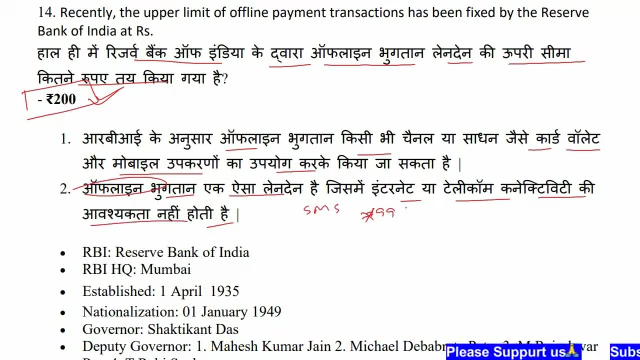 14. Recently, the upper limit of offline payment transactions has been fixed by the Reserve
Bank of India at Rs.
हाल ही में रिजर्व बैंक ऑफ इंडिया के द्वारा ऑफलाइन भुगतान लेनदेन की ऊपरी सीमा
कितने रुपए तय किया गया है?
- ₹200
1. आरबीआई के अनुसार ऑफलाइन भुगतान किसी भी चैनल या साधन जैसे कार्ड वॉलेट
और मोबाइल उपकरणों का उपयोग करके किया जा सकता है |
2. ऑफलाइन भुगतान एक ऐसा लेनदेन है जिसमें इंटरनेट या टेलीकॉम कनेक्टिविटी की
आवश्यकता नहीं होती है |
SMS *99
• RBI: Reserve Bank of India
• RBI HQ: Mumbai
• Established: 1 April 1935
• Nationalization: 01 January 1949
• Governor: Shaktikant Das
• Deputy Governor: 1. Mahesh Kumar Jain 2. Michael
Please Support us🙏 Subs